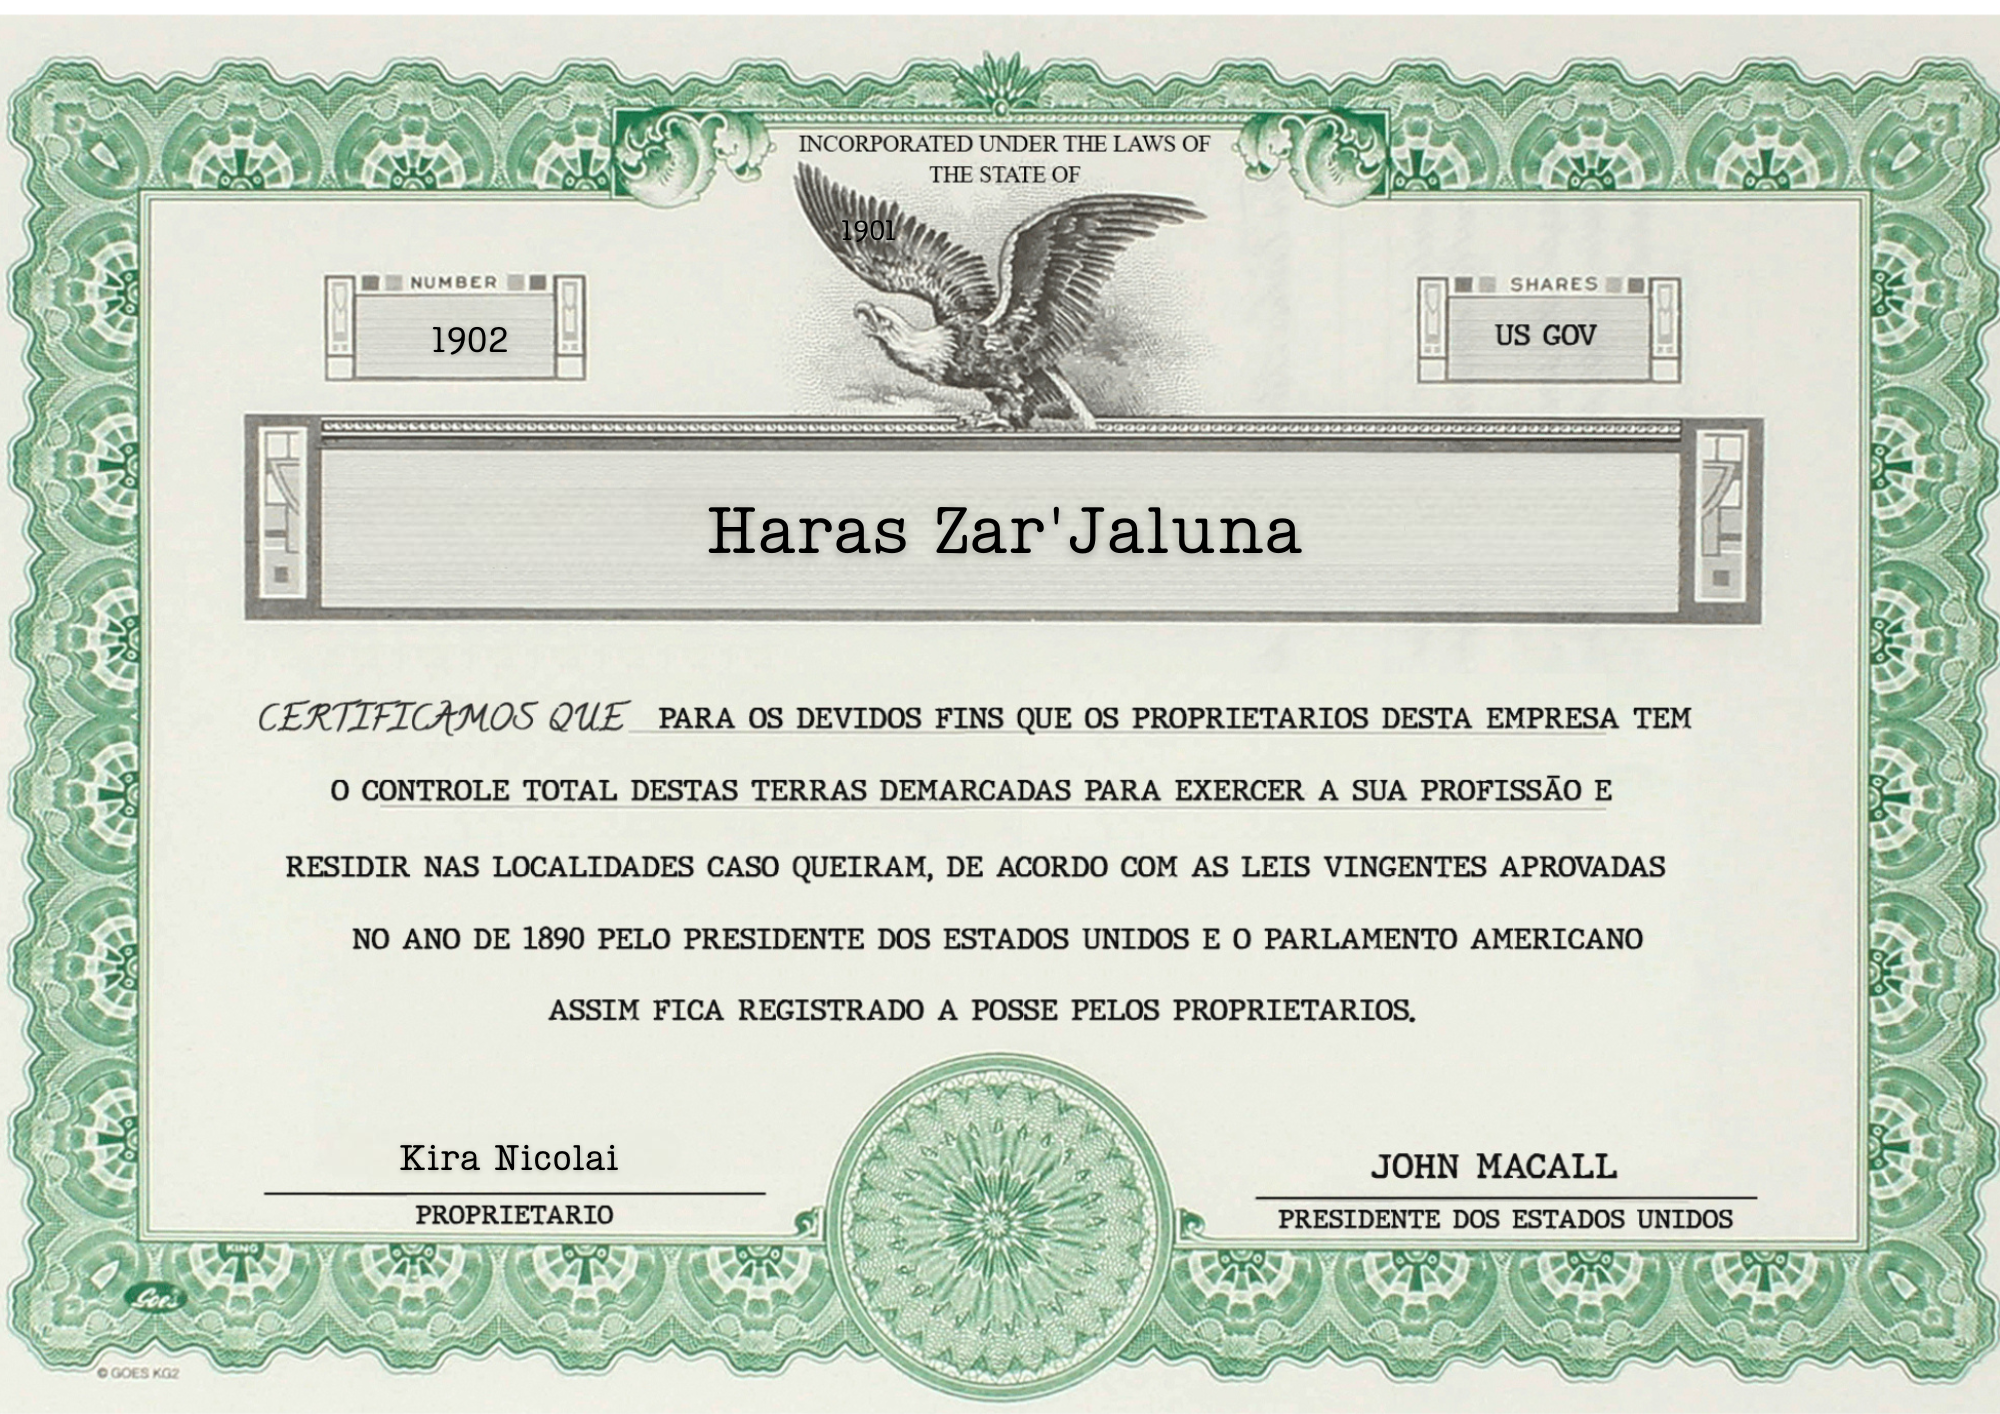 INCORPORATED UNDER THE LAWS OF
THE STATE OF
1901
NUMBER
1902
SHARES
US GOV
Haras Zar'Jaluna
CERTIFICAMOS QUE PARA OS DEVIDOS FINS QUE OS PROPRIETARIOS DESTA EMPRESA TEM
O CONTROLE TOTAL DESTAS TERRAS DEMARCADAS PARA EXERCER A SUA PROFISSÃO E
RESIDIR NAS LOCALIDADES CASO QUEIRAM, DE ACORDO COM AS LEIS VINGENTES APROVADAS
NO ANO DE 1890 PELO PRESIDENTE DOS ESTADOS UNIDOS E O PARLAMENTO AMERICANO
ASSIM FICA REGISTRADO A POSSE PELOS PROPRIETARIOS.
Kira Nicolai
PROPRIETARIO
JOHN MACALL
PRESIDENTE DOS ESTADOS UNIDOS
KING
Goes
© GOES KG2